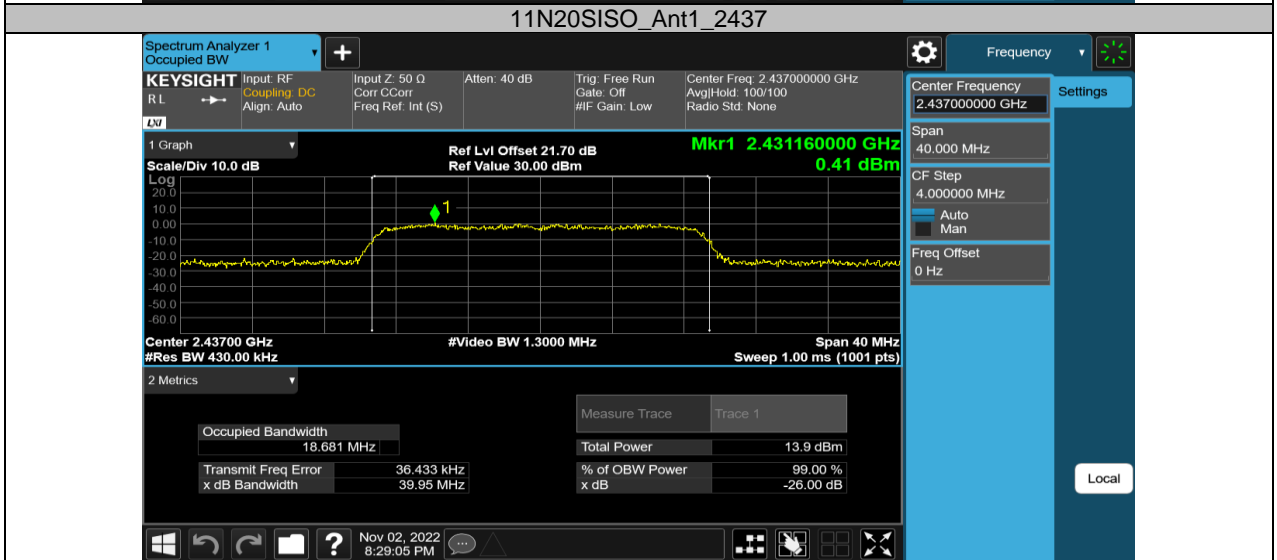 11N20SISO_Ant1_2437
Spectrum Analyzer 1
Occupied BW
Frequency
KEYSIGHT
RL
LXI
Input: RF
Coupling: DC
Align: Auto
Input Z: 50 Ω
Corr CCorr
Freq Ref: Int (S)
Atten: 40 dB
Trig: Free Run
Gate: Off
#IF Gain: Low
Center Freq: 2.437000000 GHz
Avg|Hold: 100/100
Radio Std: None
Center Frequency
2.437000000 GHz
Settings
Span
40.000 MHz
CF Step
4.000000 MHz
Auto
Man
Freq Offset
0 Hz
Local
1 Graph
Scale/Div 10.0 dB
Ref Lvl Offset 21.70 dB
Ref Value 30.00 dBm
Mkr1 2.431160000 GHz
0.41 dBm
Log
20.0
10.0
0.00
-10.0
-20.0
-30.0
-40.0
-50.0
-60.0
1
Center 2.43700 GHz
#Video BW 1.3000 MHz
Span 40 MHz
#Res BW 430.00 kHz
Sweep 1.00 ms (1001 pts)
2 Metrics
Measure Trace Trace 1
Occupied Bandwidth
18.681 MHz
Total Power 13.9 dBm
Transmit Freq Error 36.433 kHz
% of OBW Power 99.00 %
x dB Bandwidth 39.95 MHz
x dB -26.00 dB
?
Nov 02, 2022
8:29:05 PM